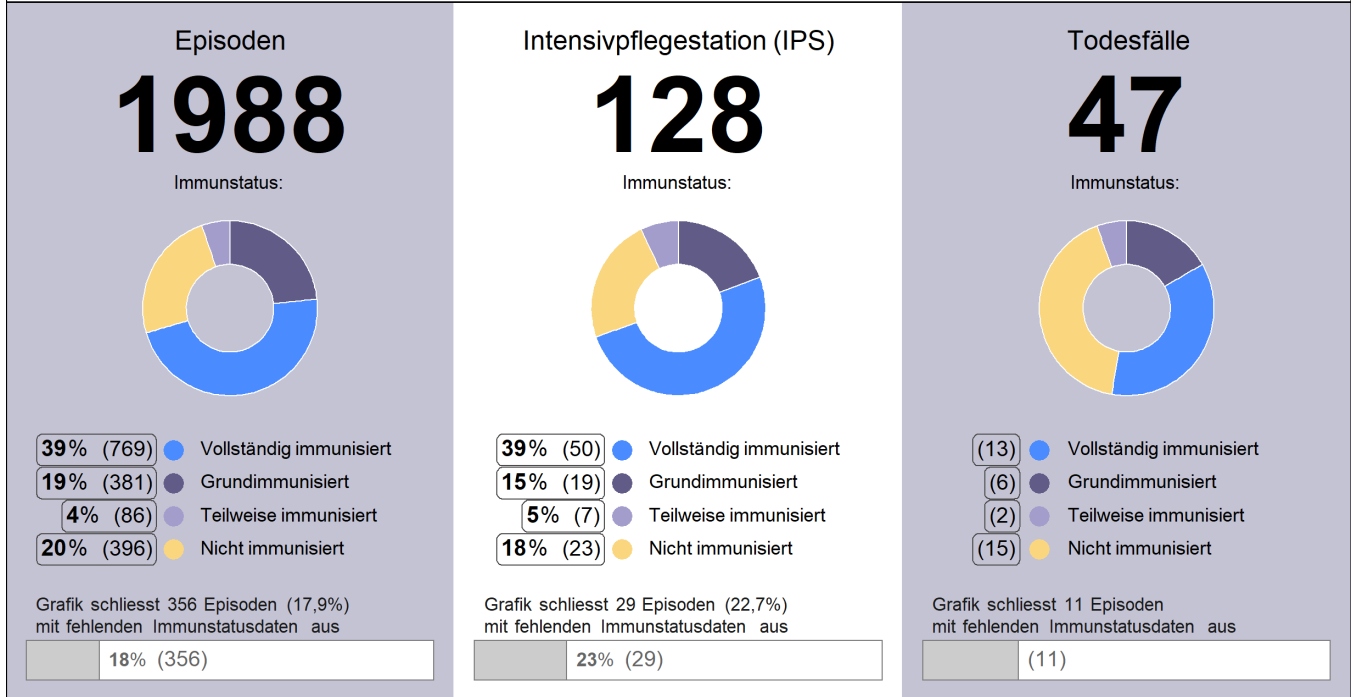 Episoden
1988
Immunstatus:
39% (769) Vollständig immunisiert
19% (381) Grundimmunisiert
4% (86) Teilweise immunisiert
20% (396) Nicht immunisiert
Grafik schliesst 356 Episoden (17,9%)
mit fehlenden Immunstatusdaten aus
18% (356)
Intensivpflegestation (IPS)
128
Immunstatus:
39% (50) Vollständig immunisiert
15% (19) Grundimmunisiert
5% (7) Teilweise immunisiert
18% (23) Nicht immunisiert
Grafik schliesst 29 Episoden (22,7%)
mit fehlenden Immunstatusdaten aus
23% (29)
Todesfälle
47
Immunstatus:
(13) Vollständig immunisiert
(6) Grundimmunisiert
(2) Teilweise immunisiert
(15) Nicht immunisiert
Grafik schliesst 11 Episoden
mit fehlenden Immunstatusdaten aus
(11)